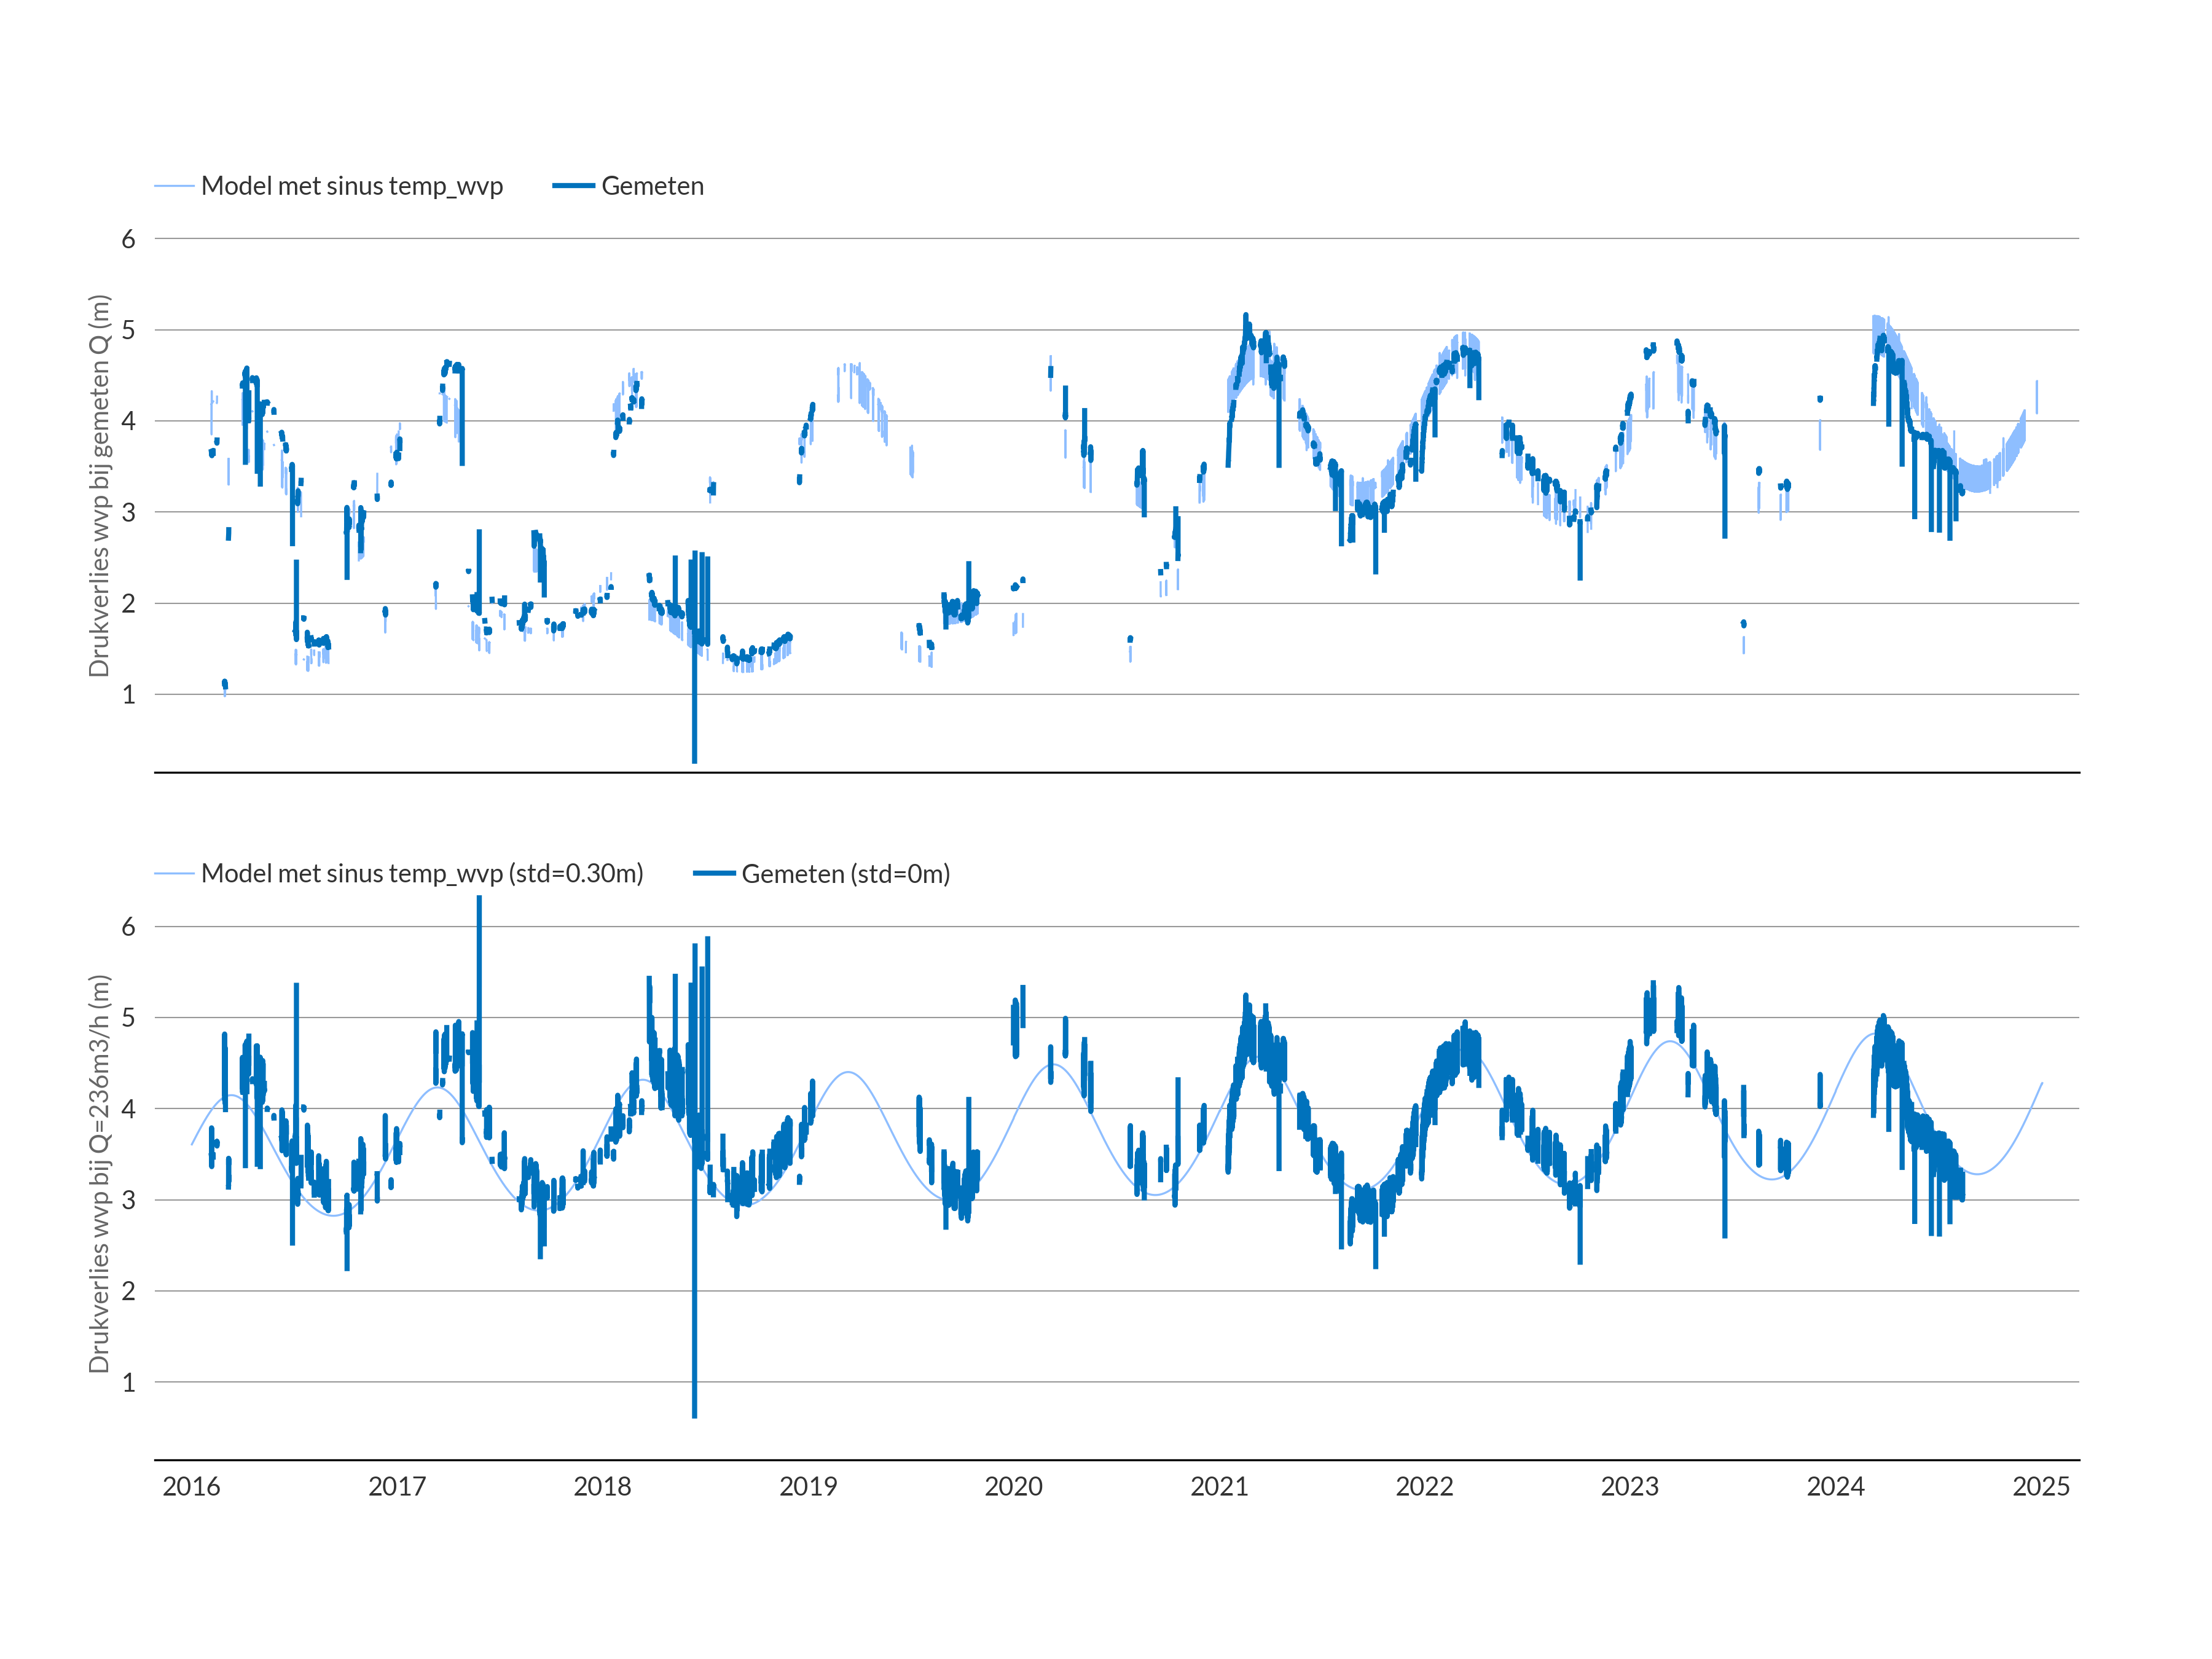 Model met sinus temp_wvp Gemeten
Drukverlies wvp bij gemeten Q (m)
6
5
4
3
2
1
Model met sinus temp_wvp (std=0.30m) Gemeten (std=0m)
Drukverlies wvp bij Q=236m3/h (m)
6
5
4
3
2
1
2016 2017 2018 2019 2020 2021 2022 2023 2024 2025